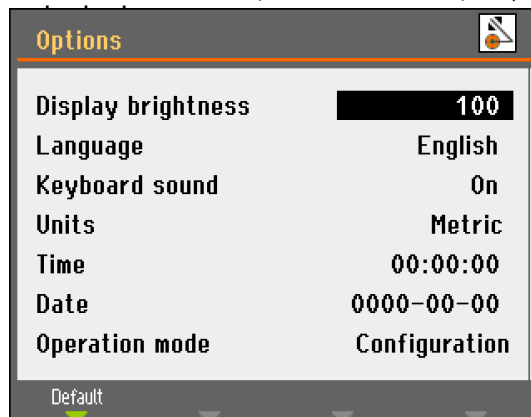 Options
Display brightness 100
Language English
Keyboard sound On
Units Metric
Time 00:00:00
Date 0000-00-00
Operation mode Configuration
Default